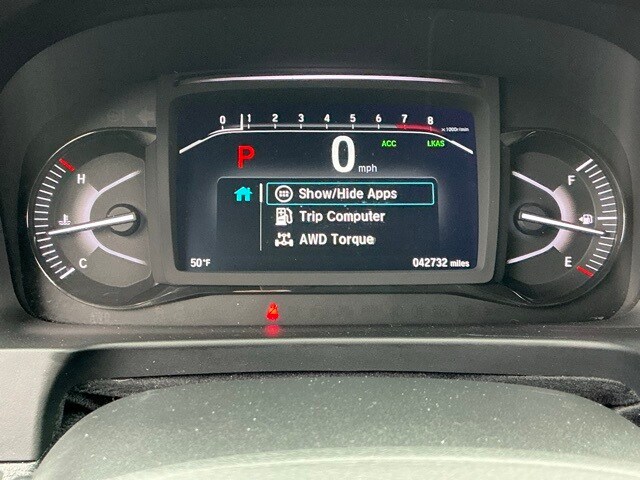 0 1 2 3 4 5 6 7 8 x1000r/min
ACC LKAS
P 0 mph
H
C
F
E
Show/Hide Apps
Trip Computer
AWD Torque
50°F 042732 miles